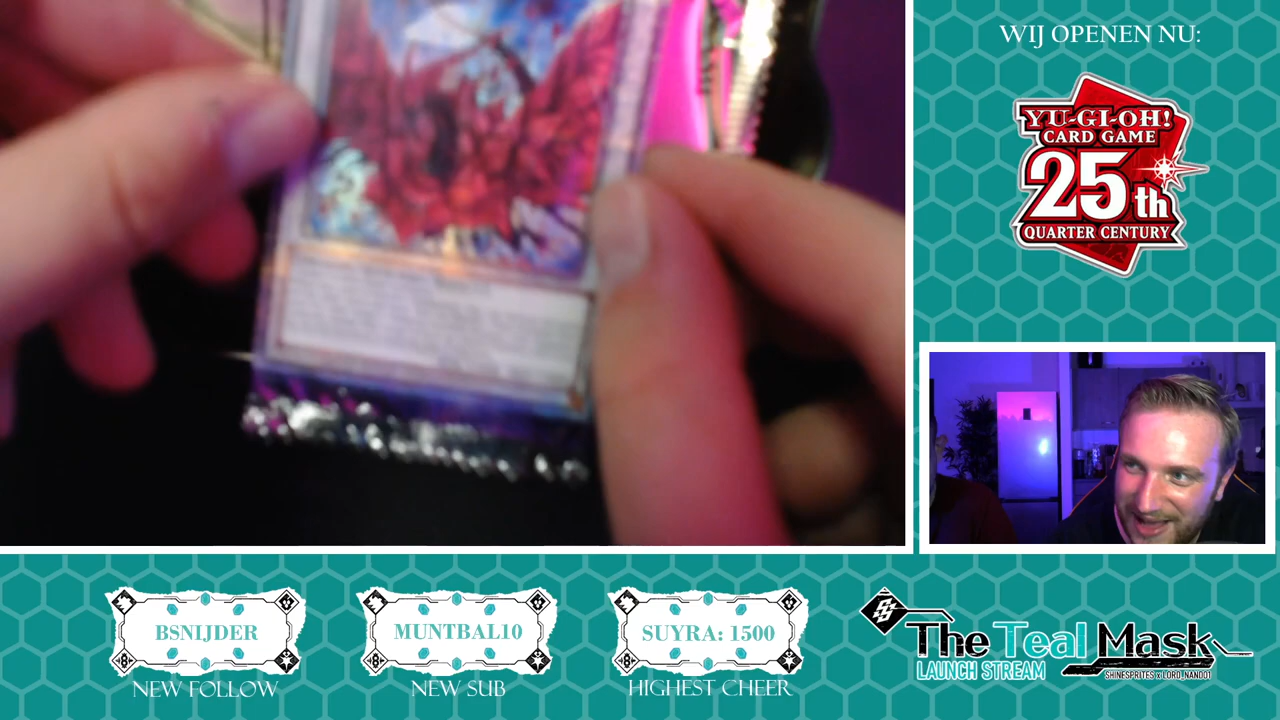 WIJ OPENEN NU:
YU-GI-OH!
CARD GAME
25th
QUARTER CENTURY
BSNIJDER
NEW FOLLOW
MUNTBAL10
NEW SUB
SUYRA: 1500
HIGHEST CHEER
The Teal Mask
LAUNCH STREAM
SHINESPRITES X LORD_NANDO1